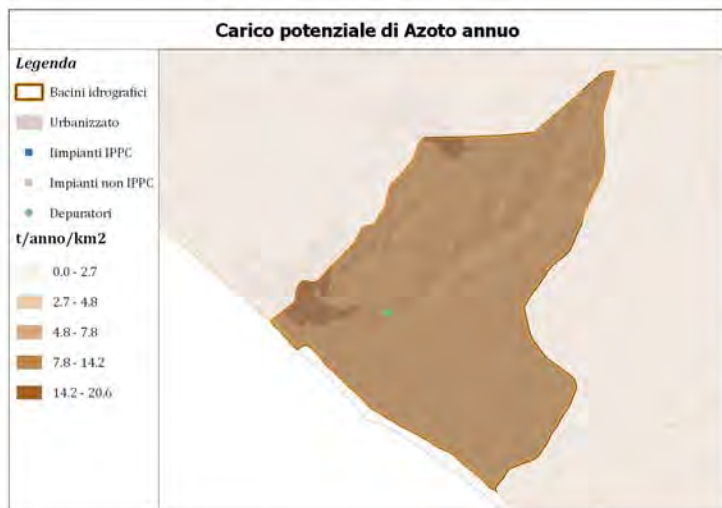 Carico potenziale di Azoto annuo
Legenda
Bacini idrografici
Urbanizzato
Iimpianti IPPC
Impianti non IPPC
Depuratori
t/anno/km2
0.0 - 2.7
2.7 - 4.8
4.8 - 7.8
7.8 - 14.2
14.2 - 20.6